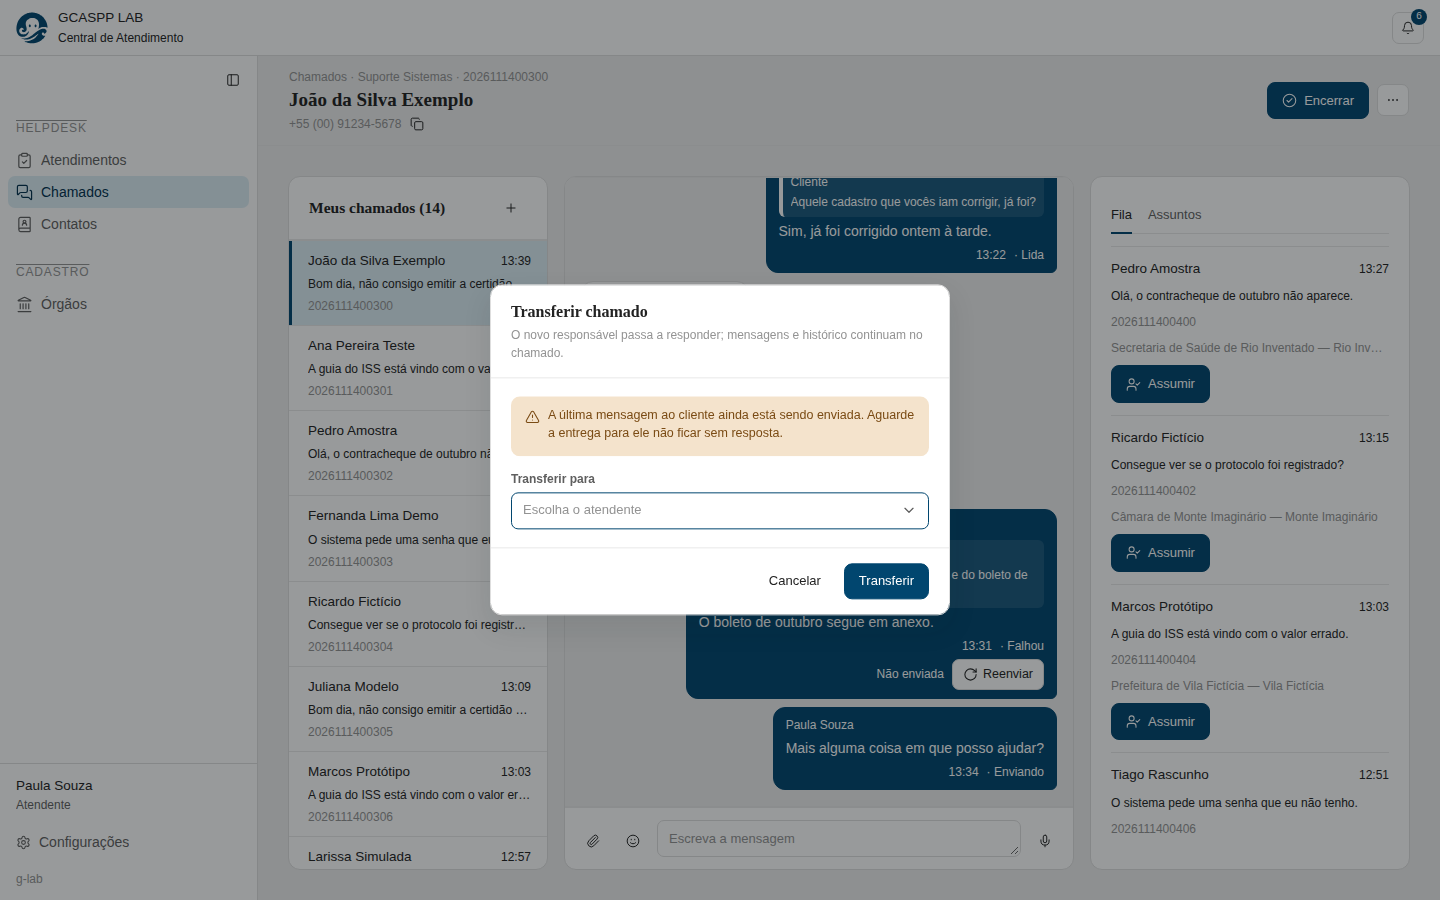 GCASPP LAB
Central de Atendimento
6
HELPDESK
Atendimentos
Chamados
Contatos
CADASTRO
Órgãos
Paula Souza
Atendente
Configurações
g-lab
Chamados · Suporte Sistemas · 2026111400300
João da Silva Exemplo
+55 (00) 91234-5678
Encerrar
Meus chamados (14)
João da Silva Exemplo 13:39
Bom dia, não consigo emitir a certidão
2026111400300
Ana Pereira Teste
A guia do ISS está vindo com o va
2026111400301
Pedro Amostra
Olá, o contracheque de outubro nã
2026111400302
Fernanda Lima Demo
O sistema pede uma senha que e
2026111400303
Ricardo Fictício
Consegue ver se o protocolo foi registr…
2026111400304
Juliana Modelo 13:09
Bom dia, não consigo emitir a certidão …
2026111400305
Marcos Protótipo 13:03
A guia do ISS está vindo com o valor er…
2026111400306
Larissa Simulada 12:57
Cliente
Aquele cadastro que vocês iam corrigir, já foi?
Sim, já foi corrigido ontem à tarde.
13:22 · Lida
Transferir chamado
O novo responsável passa a responder; mensagens e histórico continuam no
chamado.
A última mensagem ao cliente ainda está sendo enviada. Aguarde
a entrega para ele não ficar sem resposta.
Transferir para
Escolha o atendente
Cancelar
Transferir
e do boleto de
O boleto de outubro segue em anexo.
13:31 · Falhou
Não enviada
Reenviar
Paula Souza
Mais alguma coisa em que posso ajudar?
13:34 · Enviando
Escreva a mensagem
Fila Assuntos
Pedro Amostra 13:27
Olá, o contracheque de outubro não aparece.
2026111400400
Secretaria de Saúde de Rio Inventado — Rio Inv…
Assumir
Ricardo Fictício 13:15
Consegue ver se o protocolo foi registrado?
2026111400402
Câmara de Monte Imaginário — Monte Imaginário
Assumir
Marcos Protótipo 13:03
A guia do ISS está vindo com o valor errado.
2026111400404
Prefeitura de Vila Fictícia — Vila Fictícia
Assumir
Tiago Rascunho 12:51
O sistema pede uma senha que eu não tenho.
2026111400406